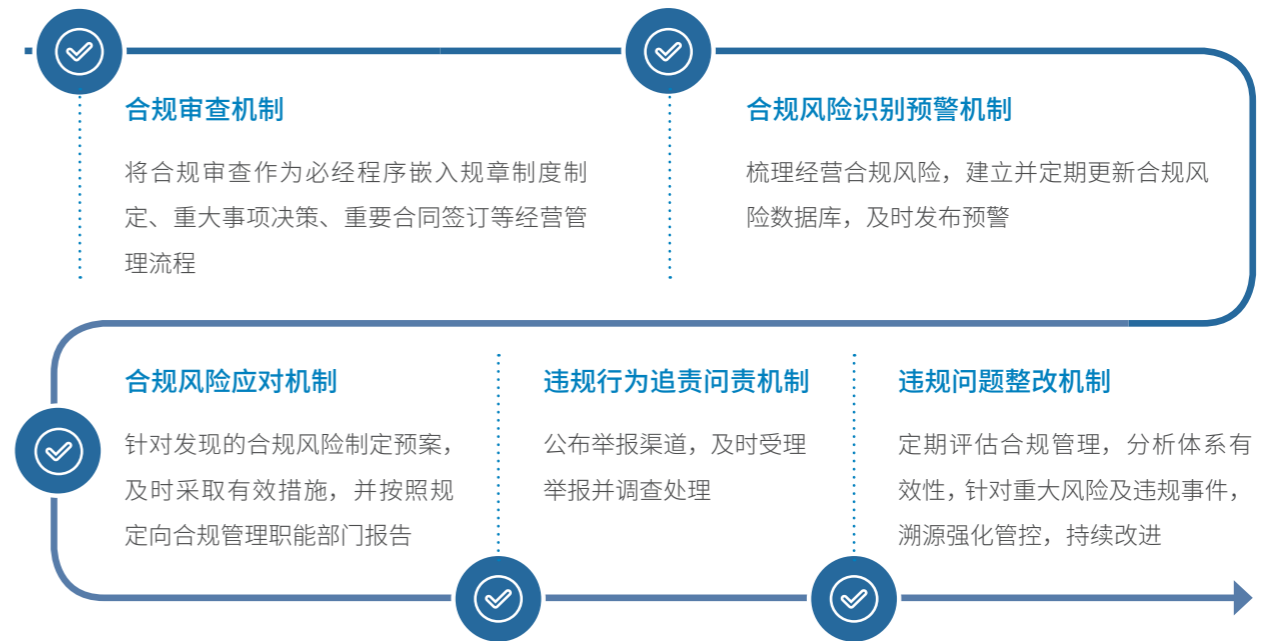 合规审查机制
将合规审查作为必经程序嵌入规章制度制
定、重大事项决策、重要合同签订等经营管
理流程
合规风险识别预警机制
梳理经营合规风险，建立并定期更新合规风
险数据库，及时发布预警
合规风险应对机制
针对发现的合规风险制定预案，
及时采取有效措施，并按照规
定向合规管理职能部门报告
违规行为追责问责机制
公布举报渠道，及时受理
举报并调查处理
违规问题整改机制
定期评估合规管理，分析体系有
效性，针对重大风险及违规事件，
溯源强化管控，持续改进